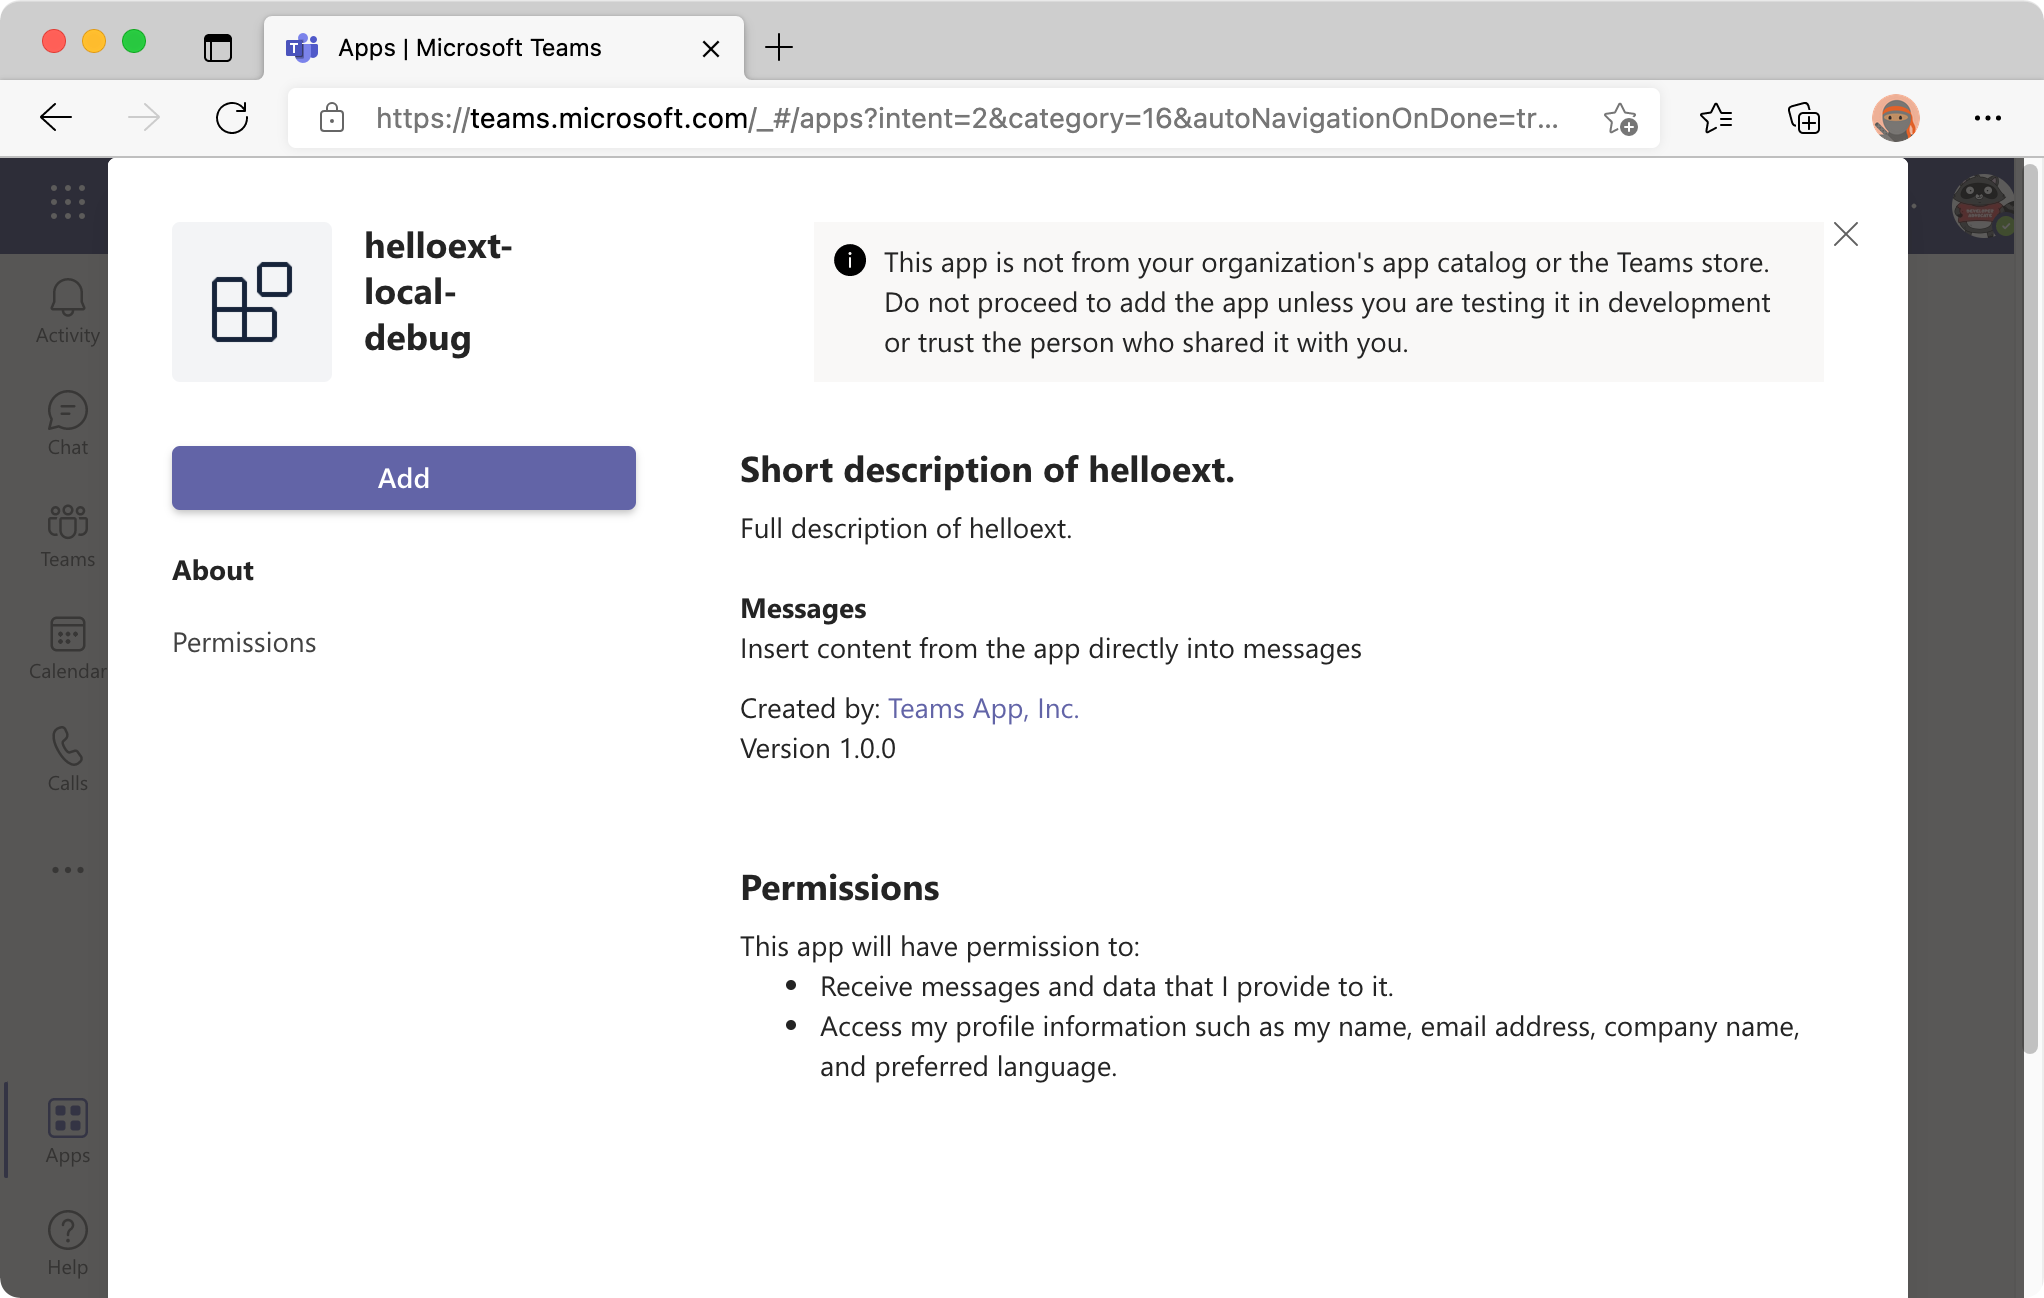 Apps | Microsoft Teams
https://teams.microsoft.com/_#/apps?intent=2&category=16&autoNavigationOnDone=tr...
Activity
Chat
Teams
Calendar
Calls
Apps
Help
helloext-
local-
debug
This app is not from your organization's app catalog or the Teams store.
Do not proceed to add the app unless you are testing it in development
or trust the person who shared it with you.
Add
About
Permissions
Short description of helloext.
Full description of helloext.
Messages
Insert content from the app directly into messages
Created by: Teams App, Inc.
Version 1.0.0
Permissions
This app will have permission to:
• Receive messages and data that I provide to it.
• Access my profile information such as my name, email address, company name,
and preferred language.